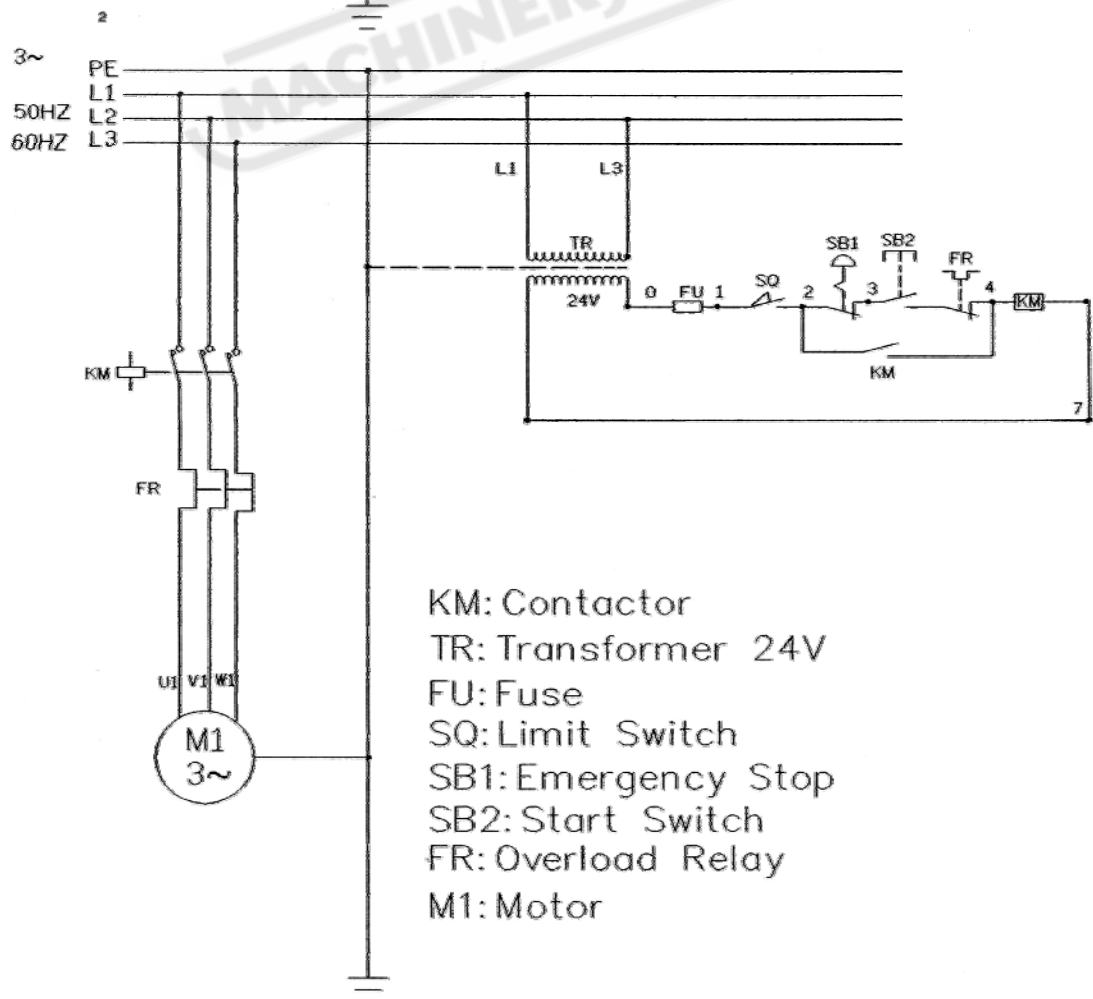 2
3~
PE
L1
50HZ L2
60HZ L3
MACHINERY
L1 L3
TR
24V
0 FU 1 SQ 2 SB1 3 SB2 FR 4 KM
KM
7
KM
FR
U1 V1 W1
M1
3~
KM: Contactor
TR: Transformer 24V
FU: Fuse
SQ: Limit Switch
SB1: Emergency Stop
SB2: Start Switch
FR: Overload Relay
M1: Motor